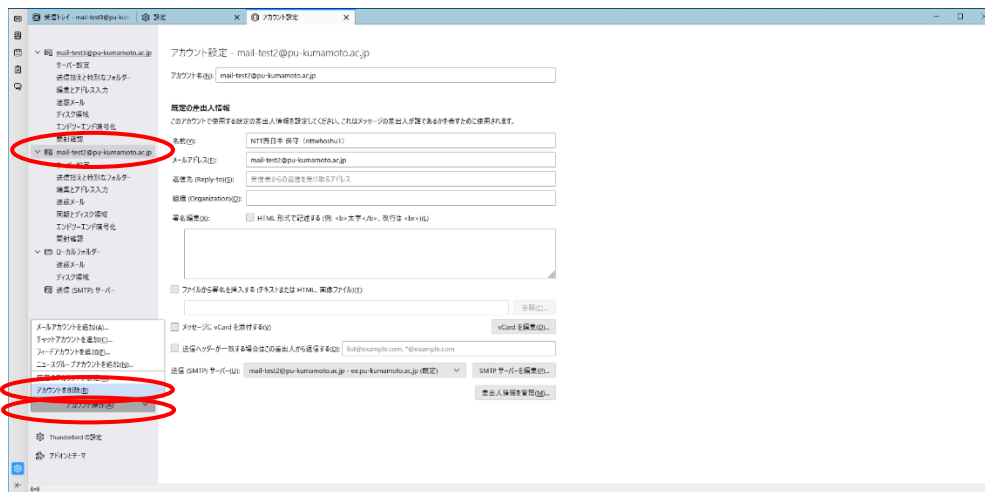 受信トレイ - mail-test3@pu-kum
設定
アカウント設定
mail-test3@pu-kumamoto.ac.jp
サーバー設定
送信控えと特別なフォルダー
編集とアドレス入力
迷惑メール
ディスク領域
エンドツーエンド暗号化
開封確認
mail-test2@pu-kumamoto.ac.jp
サーバー設定
送信控えと特別なフォルダー
編集とアドレス入力
迷惑メール
同期とディスク領域
エンドツーエンド暗号化
開封確認
ローカルフォルダー
迷惑メール
ディスク領域
送信 (SMTP) サーバー
メールアカウントを追加(A)...
チャットアカウントを追加(C)...
フィードアカウントを追加(F)...
ニュースグループアカウントを追加(N)...
アカウントを削除(R)
アカウント操作(A)
Thunderbird の設定
アドオンとテーマ
アカウント設定 - mail-test2@pu-kumamoto.ac.jp
アカウント名(N): mail-test2@pu-kumamoto.ac.jp
既定の差出人情報
このアカウントで使用する既定の差出人情報を設定してください。これはメッセージの差出人が誰であるかを表すために使用されます。
名前(Y): NTT西日本 保守 (nttwhoshu1)
メールアドレス(E): mail-test2@pu-kumamoto.ac.jp
返信先 (Reply-to)(S): 受信者からの返信を受け取るアドレス
組織 (Organization)(O):
署名編集(X): HTML 形式で記述する (例: <b>太字</b>, 改行は <br>)(L)
ファイルから署名を挿入する (テキストまたは HTML, 画像ファイル)(T):
参照(C)...
メッセージに vCard を添付する(V) vCard を編集(D)...
送信ヘッダーが一致する場合はこの差出人から返信する(O): list@example.com, *@example.com
送信 (SMTP) サーバー(U): mail-test2@pu-kumamoto.ac.jp - ex.pu-kumamoto.ac.jp (既定) SMTP サーバーを編集(P)...
差出人情報を管理(M)...